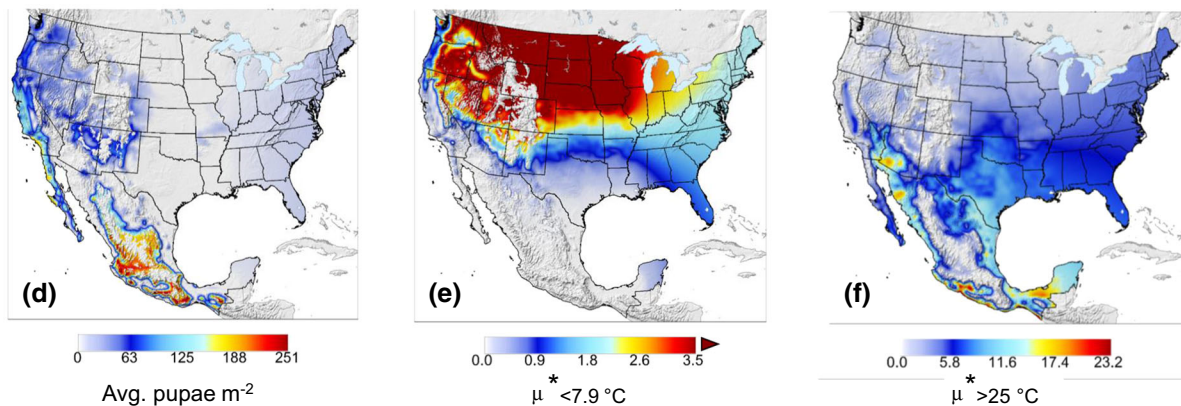 (d)
(e)
(f)
0 63 125 188 251
0.0 0.9 1.8 2.6 3.5
0.0 5.8 11.6 17.4 23.2
Avg. pupae m-2
μ*<7.9 °C
μ*>25 °C